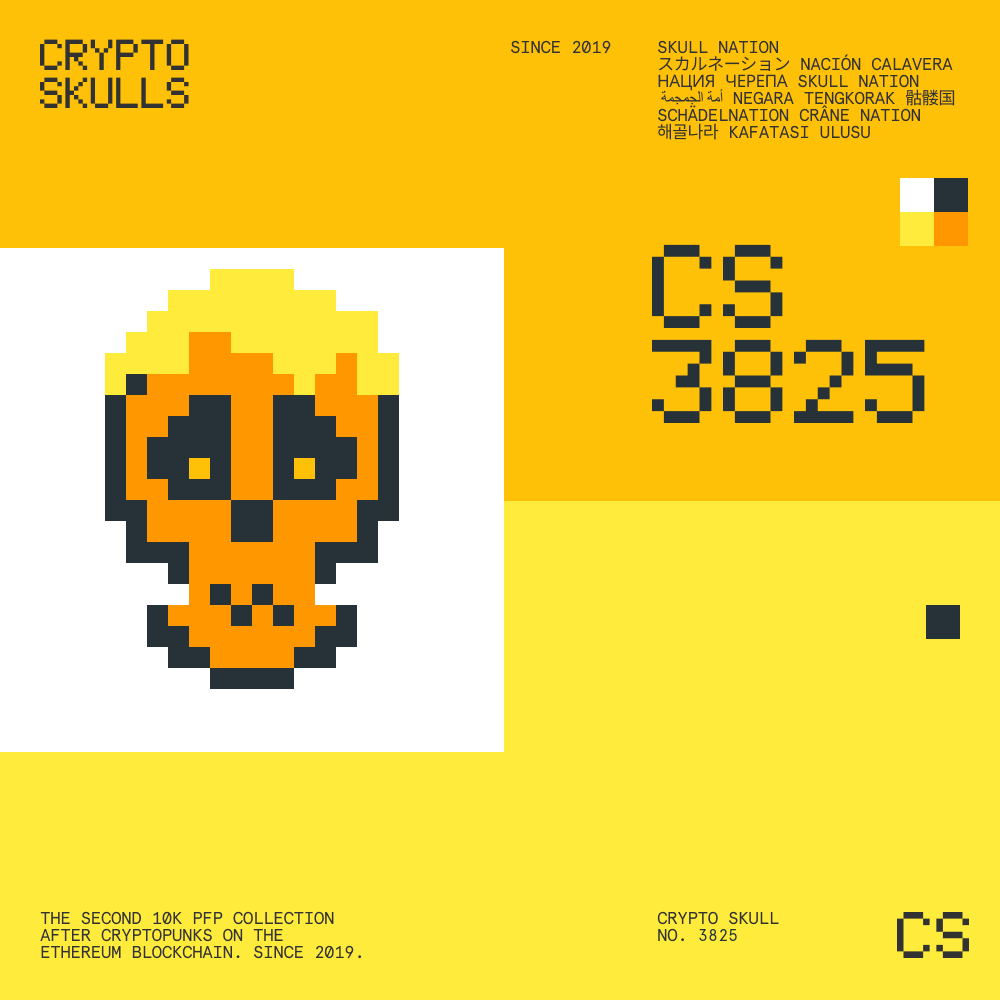 CRYPTO
SKULLS
SINCE 2019
SKULL NATION
スカルネーション NACIÓN CALAVERA
НАЦИЯ ЧЕРЕПА SKULL NATION
أمة الجمجمة NEGARA TENGKORAK 骷髅国
SCHÄDELNATION CRÂNE NATION
해골나라 KAFATASI ULUSU
CS
3825
THE SECOND 10K PFP COLLECTION
AFTER CRYPTOPUNKS ON THE
ETHEREUM BLOCKCHAIN. SINCE 2019.
CRYPTO SKULL
NO. 3825
CS